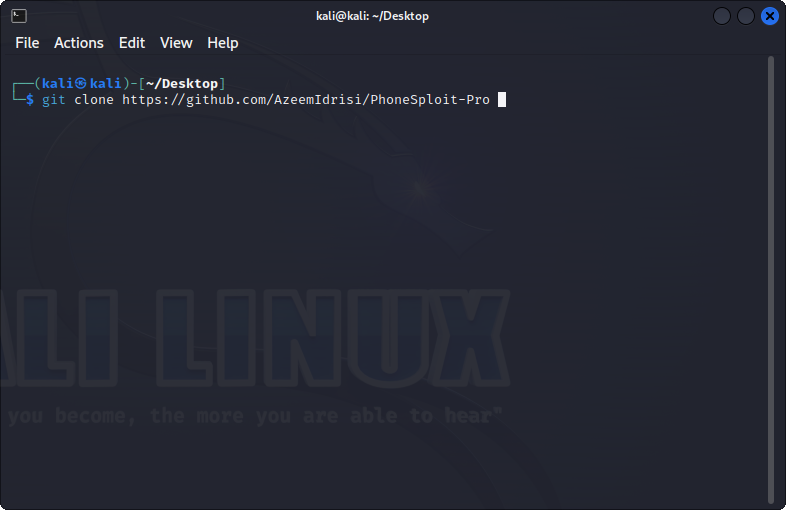 kali@kali: ~/Desktop
File Actions Edit View Help
┌──(kali㉿kali)-[~/Desktop]
└─$ git clone https://github.com/AzeemIdrisi/PhoneSploit-Pro
ALI LINUX
you become, the more you are able to hear"